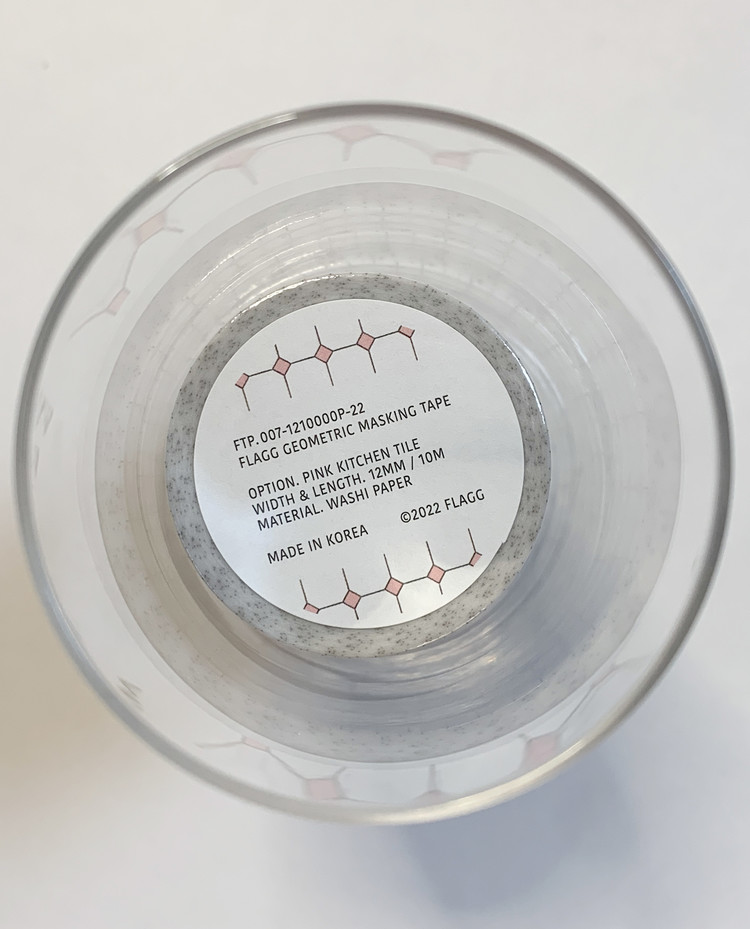 FTP. 007-1210000P-22
FLAGG GEOMETRIC MASKING TAPE
OPTION. PINK KITCHEN TILE
WIDTH & LENGTH. 12MM / 10M
MATERIAL. WASHI PAPER
©2022 FLAGG
MADE IN KOREA